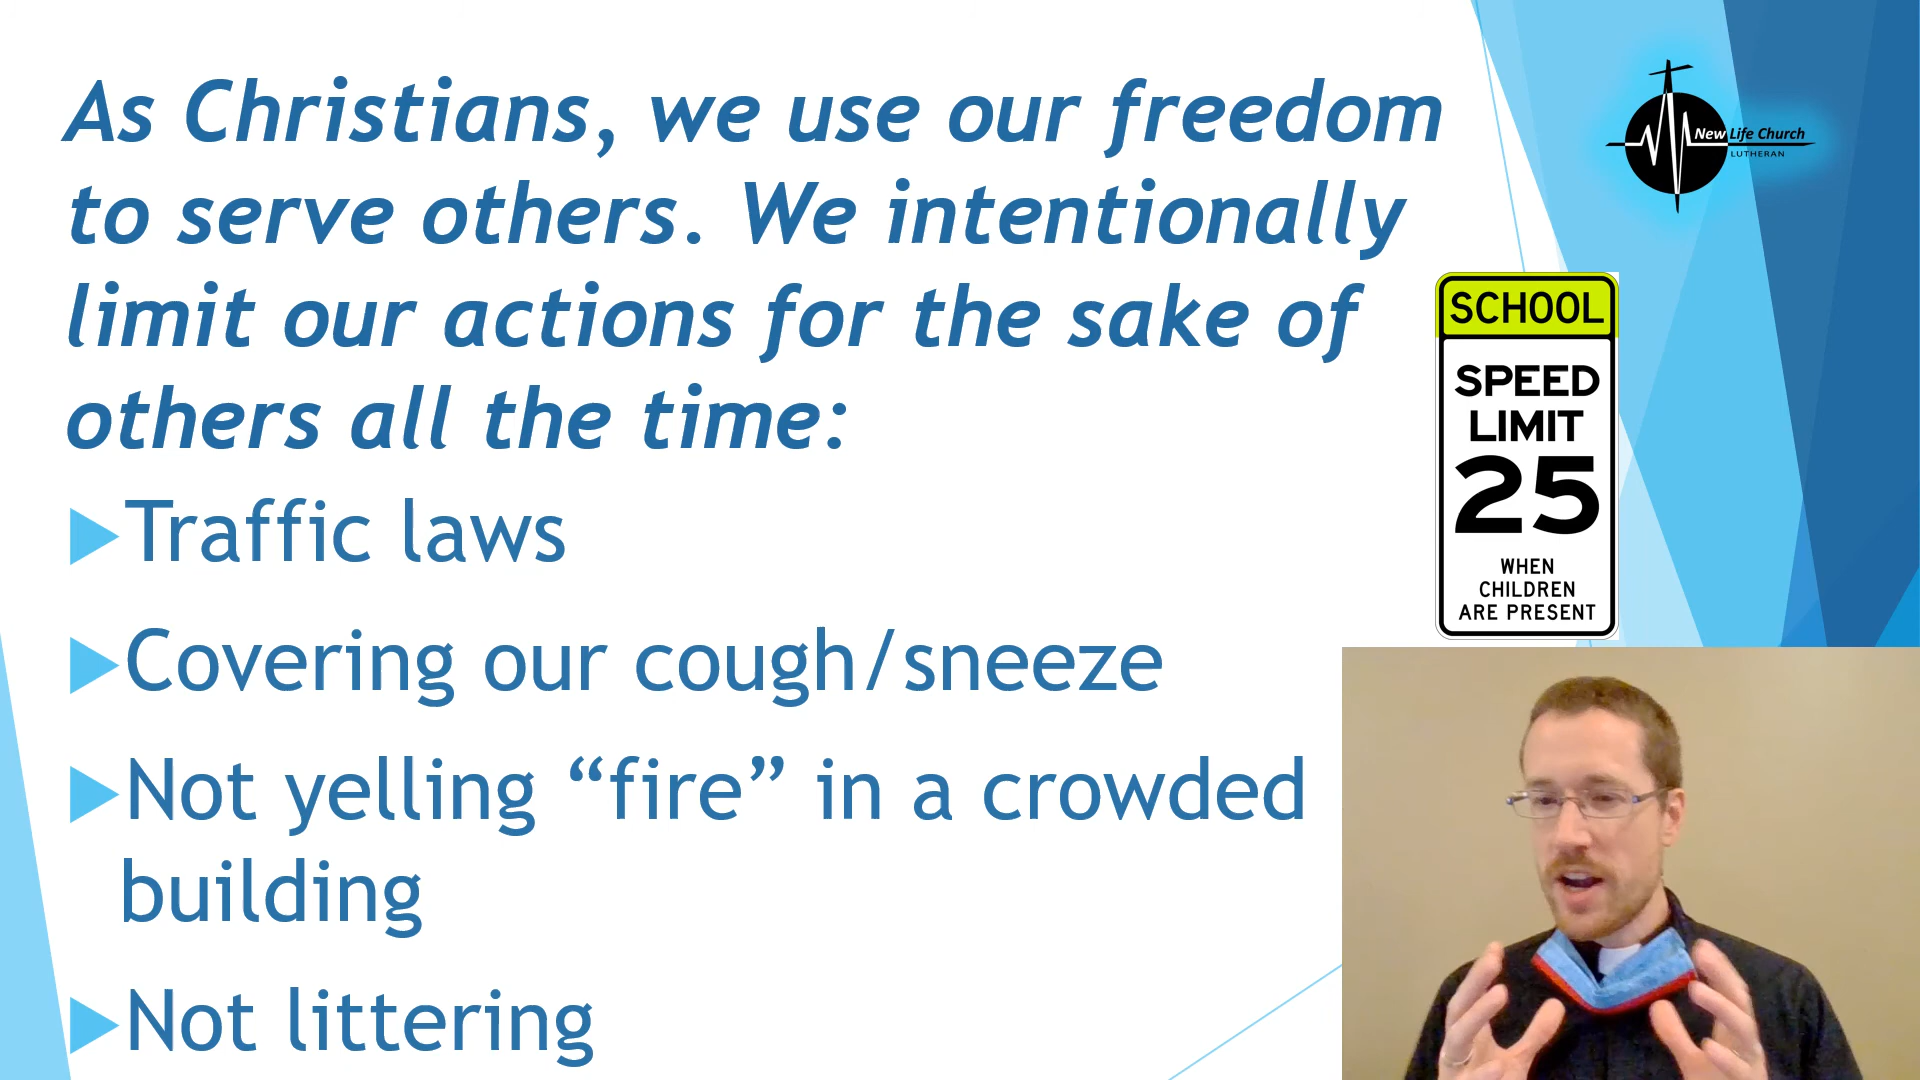 As Christians, we use our freedom
to serve others. We intentionally
limit our actions for the sake of
others all the time:
Traffic laws
Covering our cough/sneeze
Not yelling “fire” in a crowded
building
Not littering
New Life Church
LUTHERAN
SCHOOL
SPEED
LIMIT
25
WHEN
CHILDREN
ARE PRESENT